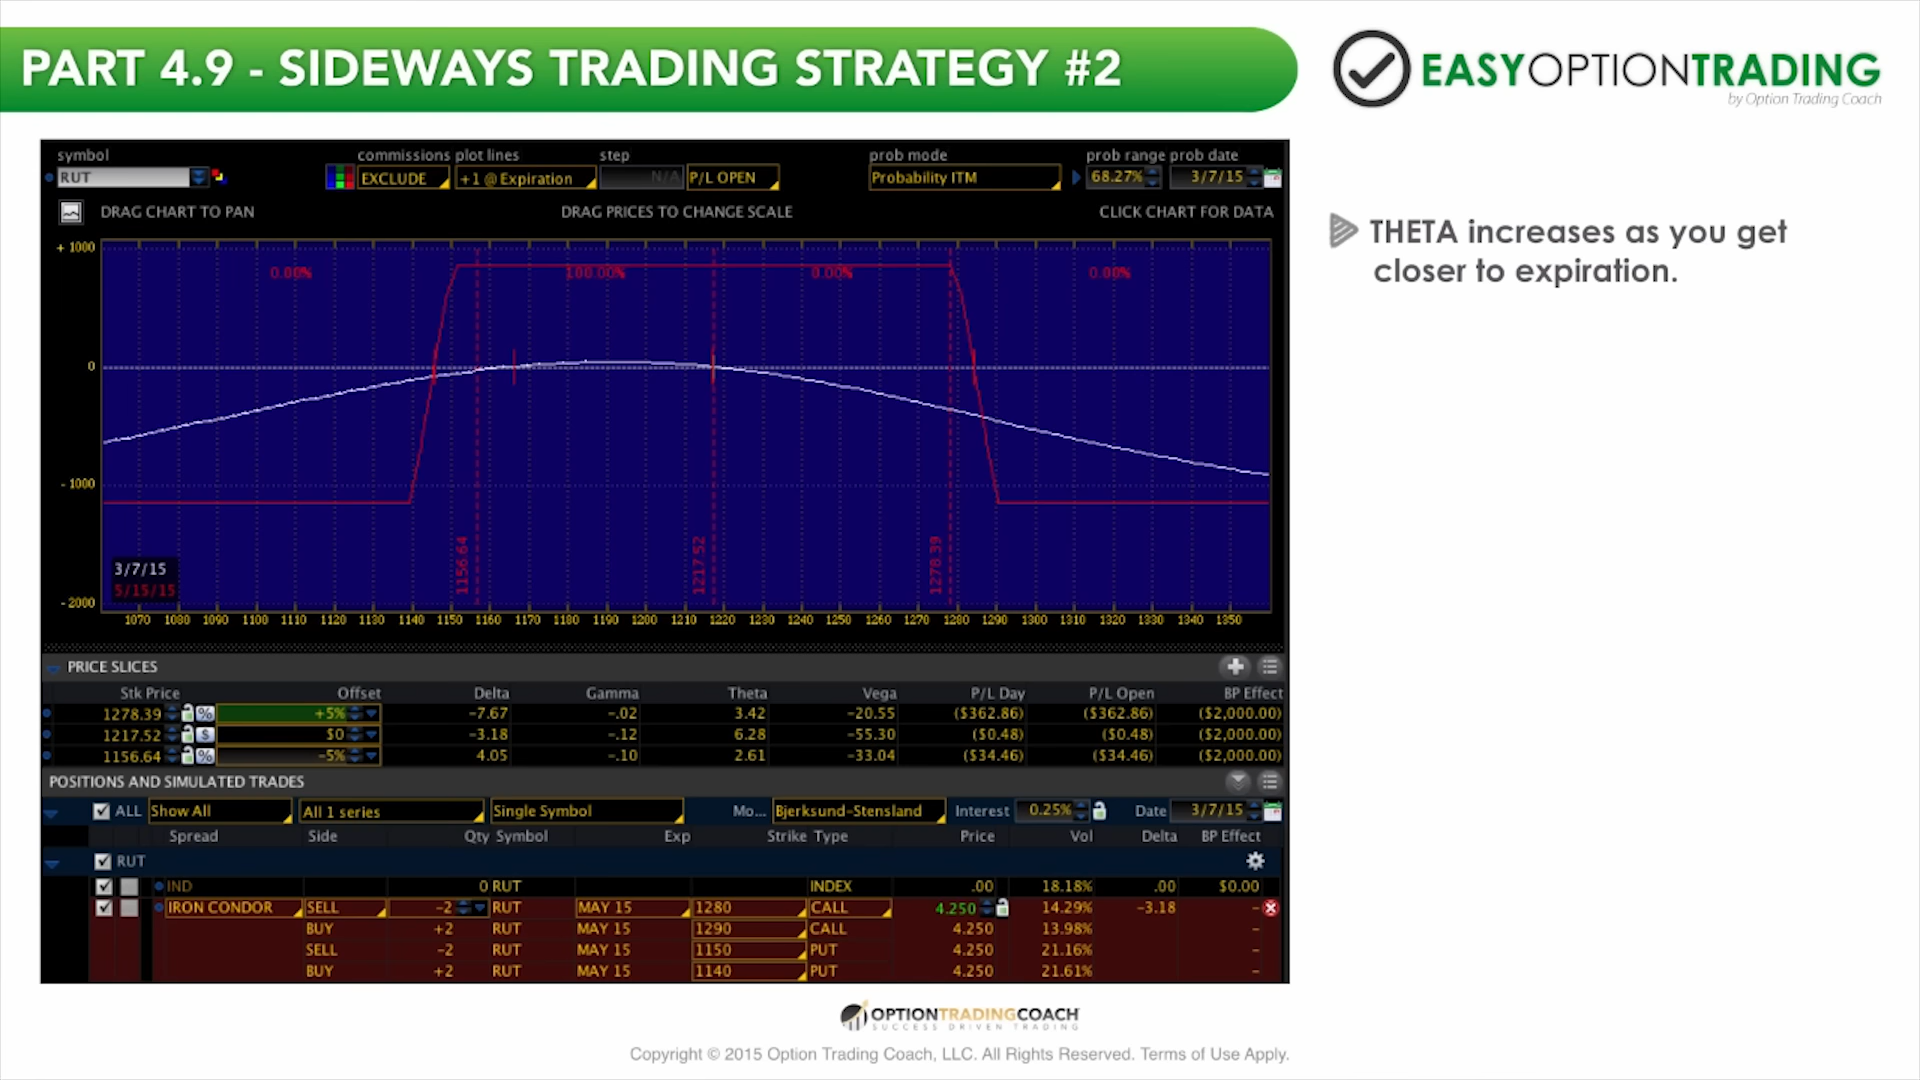 PART 4.9 - SIDEWAYS TRADING STRATEGY #2
EASYOPTIONTRADING
by Option Trading Coach
symbol commissions plot lines step prob mode prob range prob date
RUT EXCLUDE +1 @ Expiration N/A P/L OPEN Probability ITM 68.27% 3/7/15
DRAG CHART TO PAN DRAG PRICES TO CHANGE SCALE CLICK CHART FOR DATA
THETA increases as you get
closer to expiration.
+ 1000
0.00% 100.00% 0.00% 0.00%
0
- 1000
1156.64 1217.52 1278.39
3/7/15
5/15/15
- 2000
1070 1080 1090 1100 1110 1120 1130 1140 1150 1160 1170 1180 1190 1200 1210 1220 1230 1240 1250 1260 1270 1280 1290 1300 1310 1320 1330 1340 1350
PRICE SLICES
Stk Price Offset Delta Gamma Theta Vega P/L Day P/L Open BP Effect
1278.39 % +5% -7.67 -.02 3.42 -20.55 ($362.86) ($362.86) ($2,000.00)
1217.52 $ $0 -3.18 -.12 6.28 -55.30 ($0.48) ($0.48) ($2,000.00)
1156.64 % -5% 4.05 -.10 2.61 -33.04 ($34.46) ($34.46) ($2,000.00)
POSITIONS AND SIMULATED TRADES
ALL Show All All 1 series Single Symbol Mo... Bjerksund-Stensland Interest 0.25% Date 3/7/15
Spread Side Qty Symbol Exp Strike Type Price Vol Delta BP Effect
RUT
IND 0 RUT INDEX .00 18.18% .00 $0.00
IRON CONDOR SELL -2 RUT MAY 15 1280 CALL 4.250 14.29% -3.18 -
BUY +2 RUT MAY 15 1290 CALL 4.250 13.98% -
SELL -2 RUT MAY 15 1150 PUT 4.250 21.16% -
BUY +2 RUT MAY 15 1140 PUT 4.250 21.61% -
OPTIONTRADINGCOACH
SUCCESS DRIVEN TRADING
Copyright © 2015 Option Trading Coach, LLC. All Rights Reserved. Terms of Use Apply.